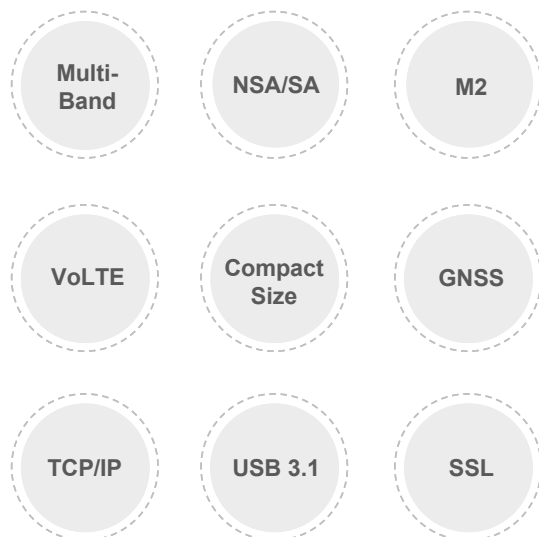 Multi-
Band
NSA/SA
M2
VoLTE
Compact
Size
GNSS
TCP/IP
USB 3.1
SSL